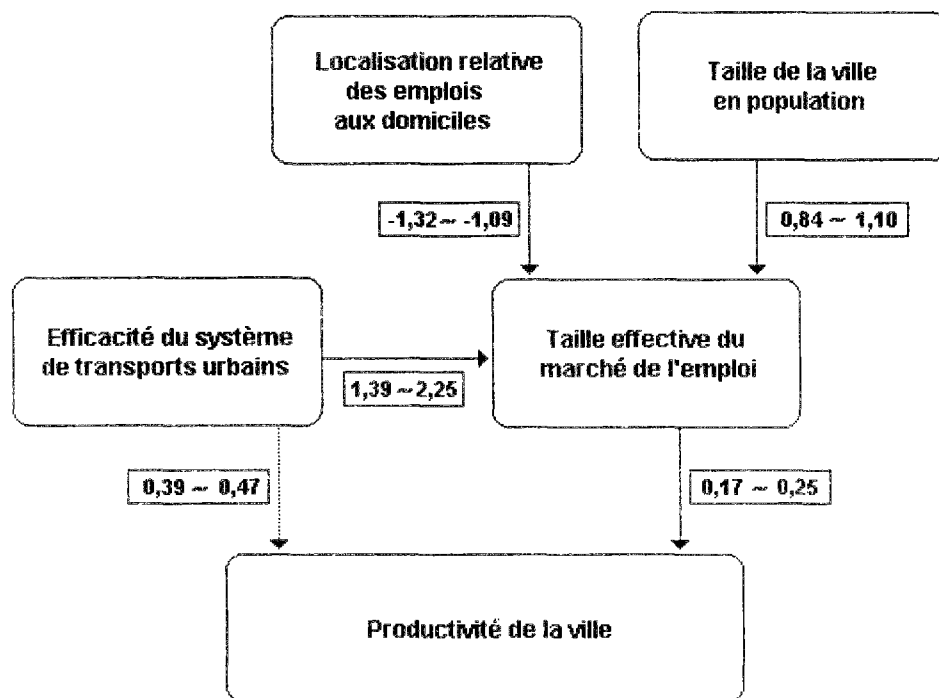 Localisation relative
des emplois
aux domiciles
Taille de la ville
en population
-1,32 ~ -1,09
0,84 ~ 1,10
Efficacité du système
de transports urbains
1,39 ~ 2,25
Taille effective du
marché de l'emploi
0,39 ~ 0,47
0,17 ~ 0,25
Productivité de la ville